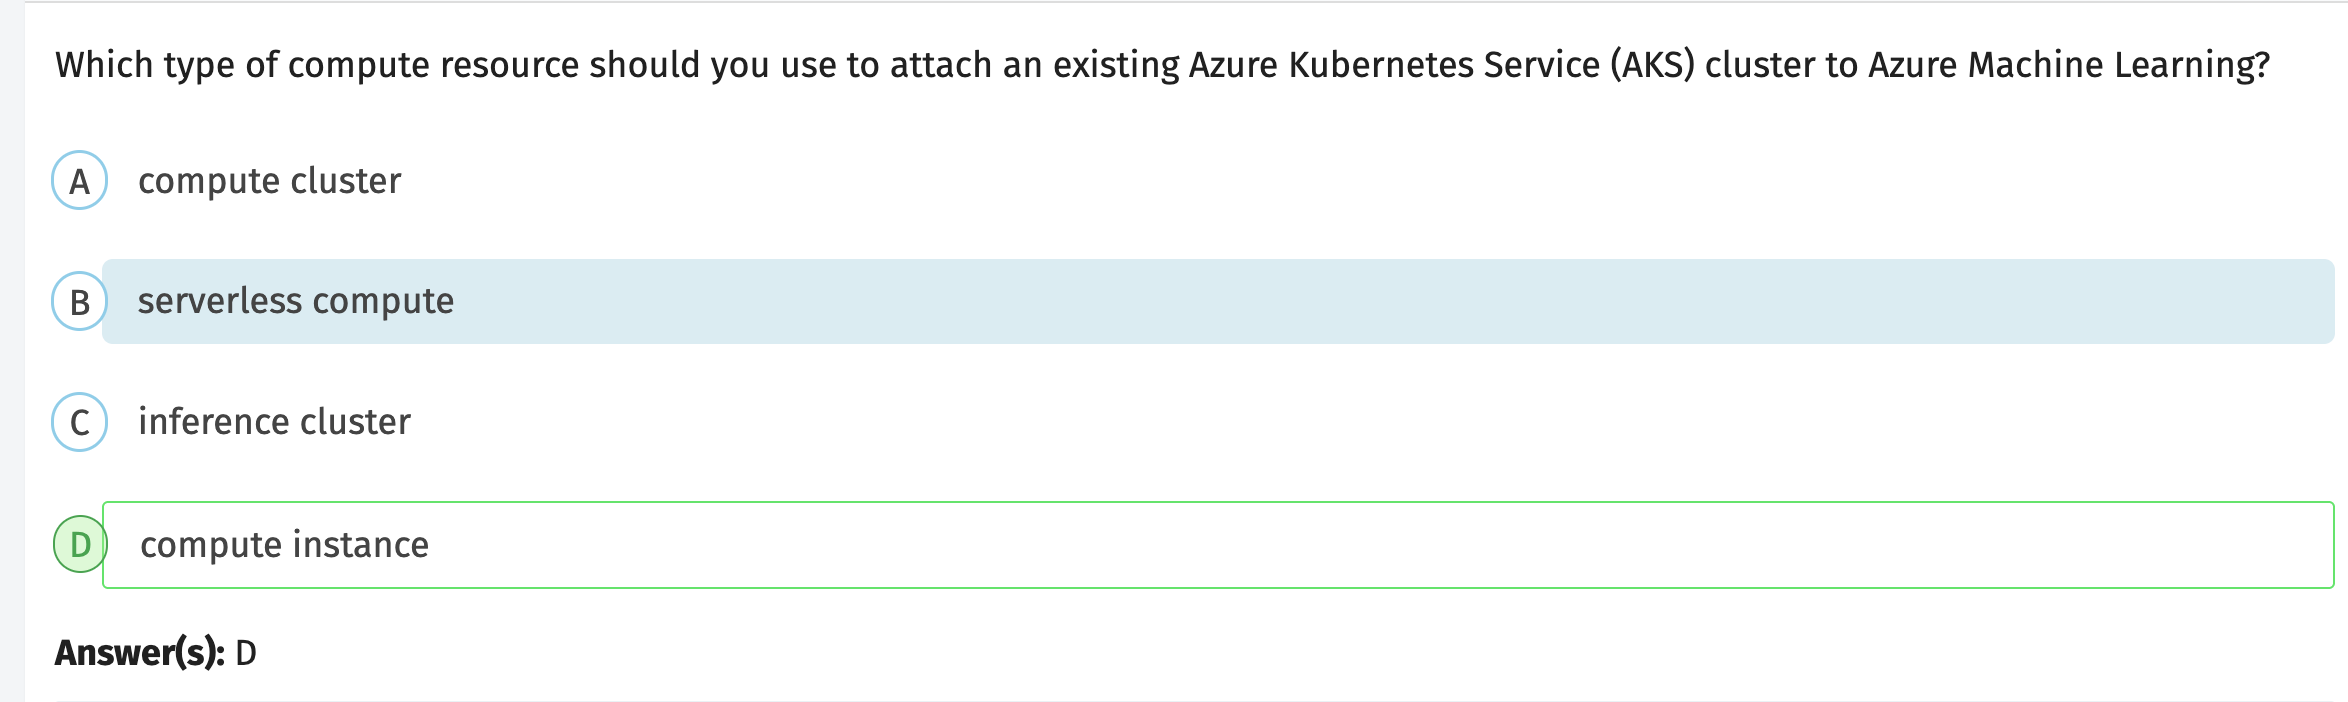 Which type of compute resource should you use to attach an existing Azure Kubernetes Service (AKS) cluster to Azure Machine Learning?
A compute cluster
B serverless compute
C inference cluster
D compute instance
Answer(s): D